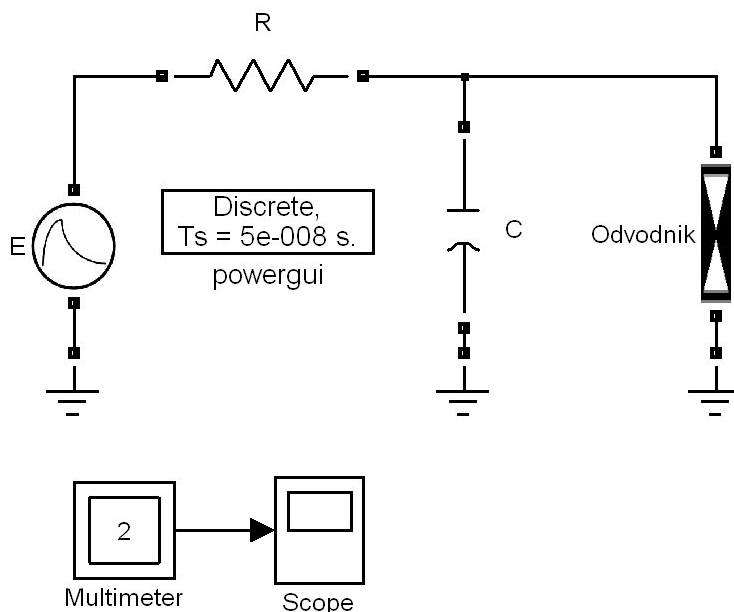 R
Discrete,
Ts = 5e-008 s.
powergui
E
C
Odvodnik
2
Multimeter
Scope